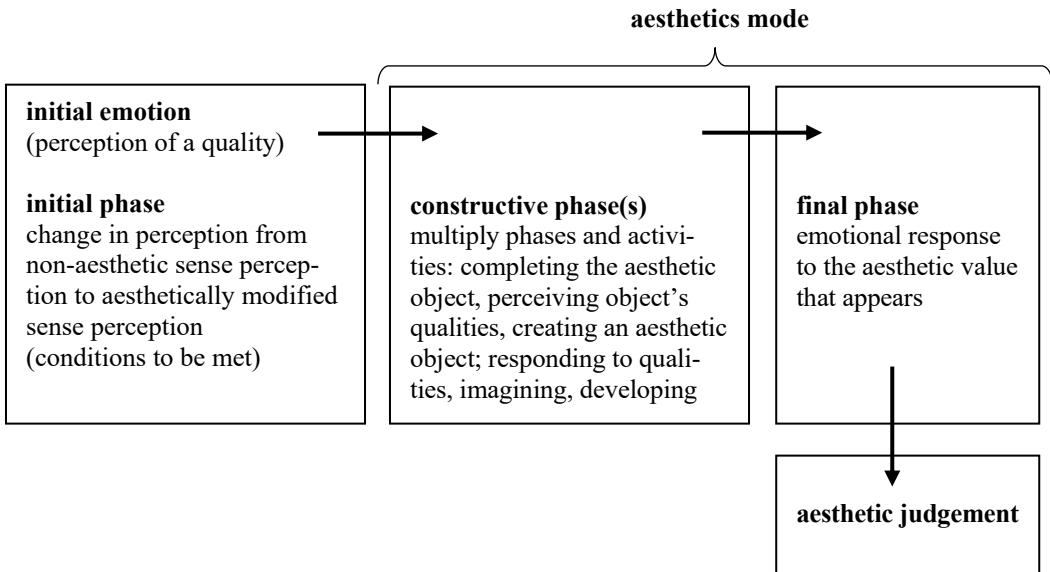 aesthetics mode
initial emotion
(perception of a quality)
initial phase
change in perception from
non-aesthetic sense percep-
tion to aesthetically modified
sense perception
(conditions to be met)
constructive phase(s)
multiply phases and activi-
ties: completing the aesthetic
object, perceiving object’s
qualities, creating an aesthetic
object; responding to quali-
ties, imagining, developing
final phase
emotional response
to the aesthetic value
that appears
aesthetic judgement